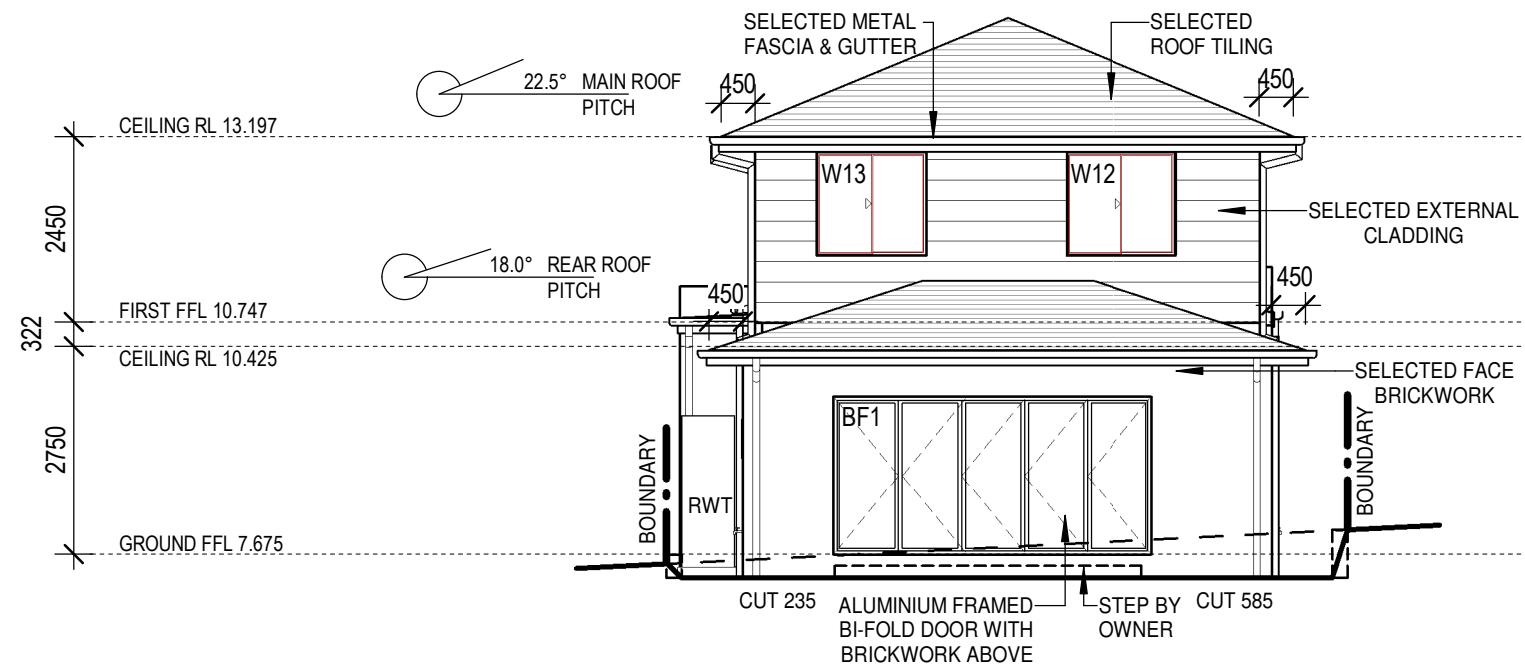 SELECTED METAL
FASCIA & GUTTER
SELECTED
ROOF TILING
22.5° MAIN ROOF
PITCH
450
450
CEILING RL 13.197
2450
W13
W12
SELECTED EXTERNAL
CLADDING
18.0° REAR ROOF
PITCH
450
450
FIRST FFL 10.747
322
CEILING RL 10.425
SELECTED FACE
BRICKWORK
2750
BF1
BOUNDARY
RWT
BOUNDARY
GROUND FFL 7.675
CUT 235
ALUMINIUM FRAMED
BI-FOLD DOOR WITH
BRICKWORK ABOVE
STEP BY
OWNER
CUT 585